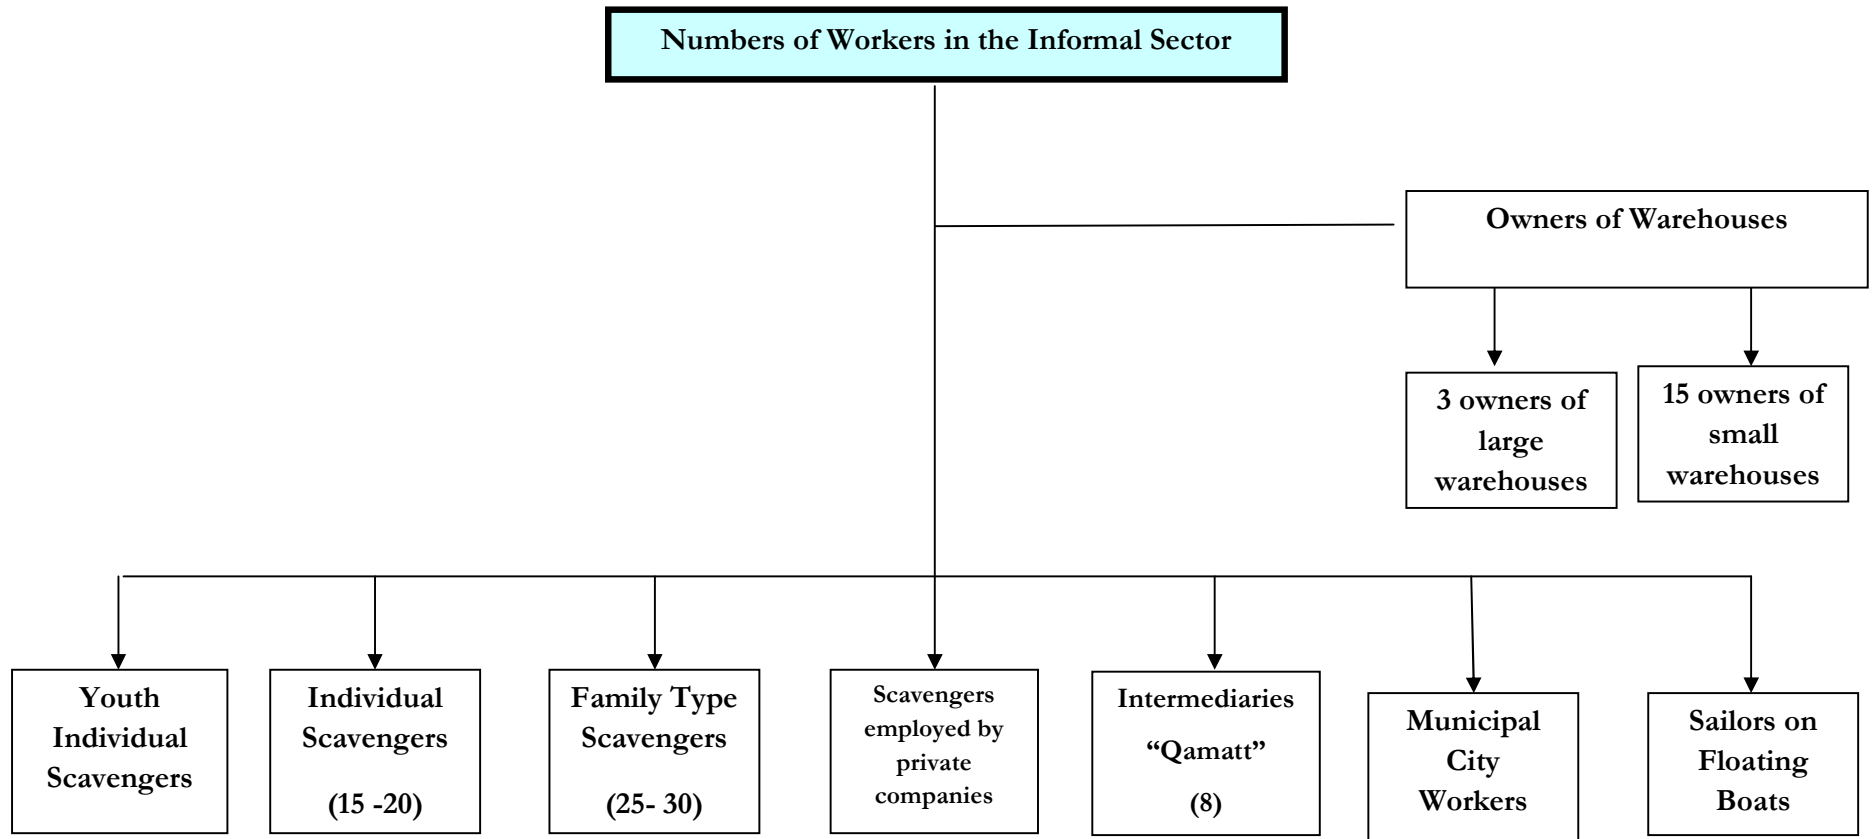 Numbers of Workers in the Informal Sector
Owners of Warehouses
3 owners of
large
warehouses
15 owners of
small
warehouses
Youth
Individual
Scavengers
Individual
Scavengers
(15 -20)
Family Type
Scavengers
(25- 30)
Scavengers
employed by
private
companies
Intermediaries
“Qamatt”
(8)
Municipal
City
Workers
Sailors on
Floating
Boats